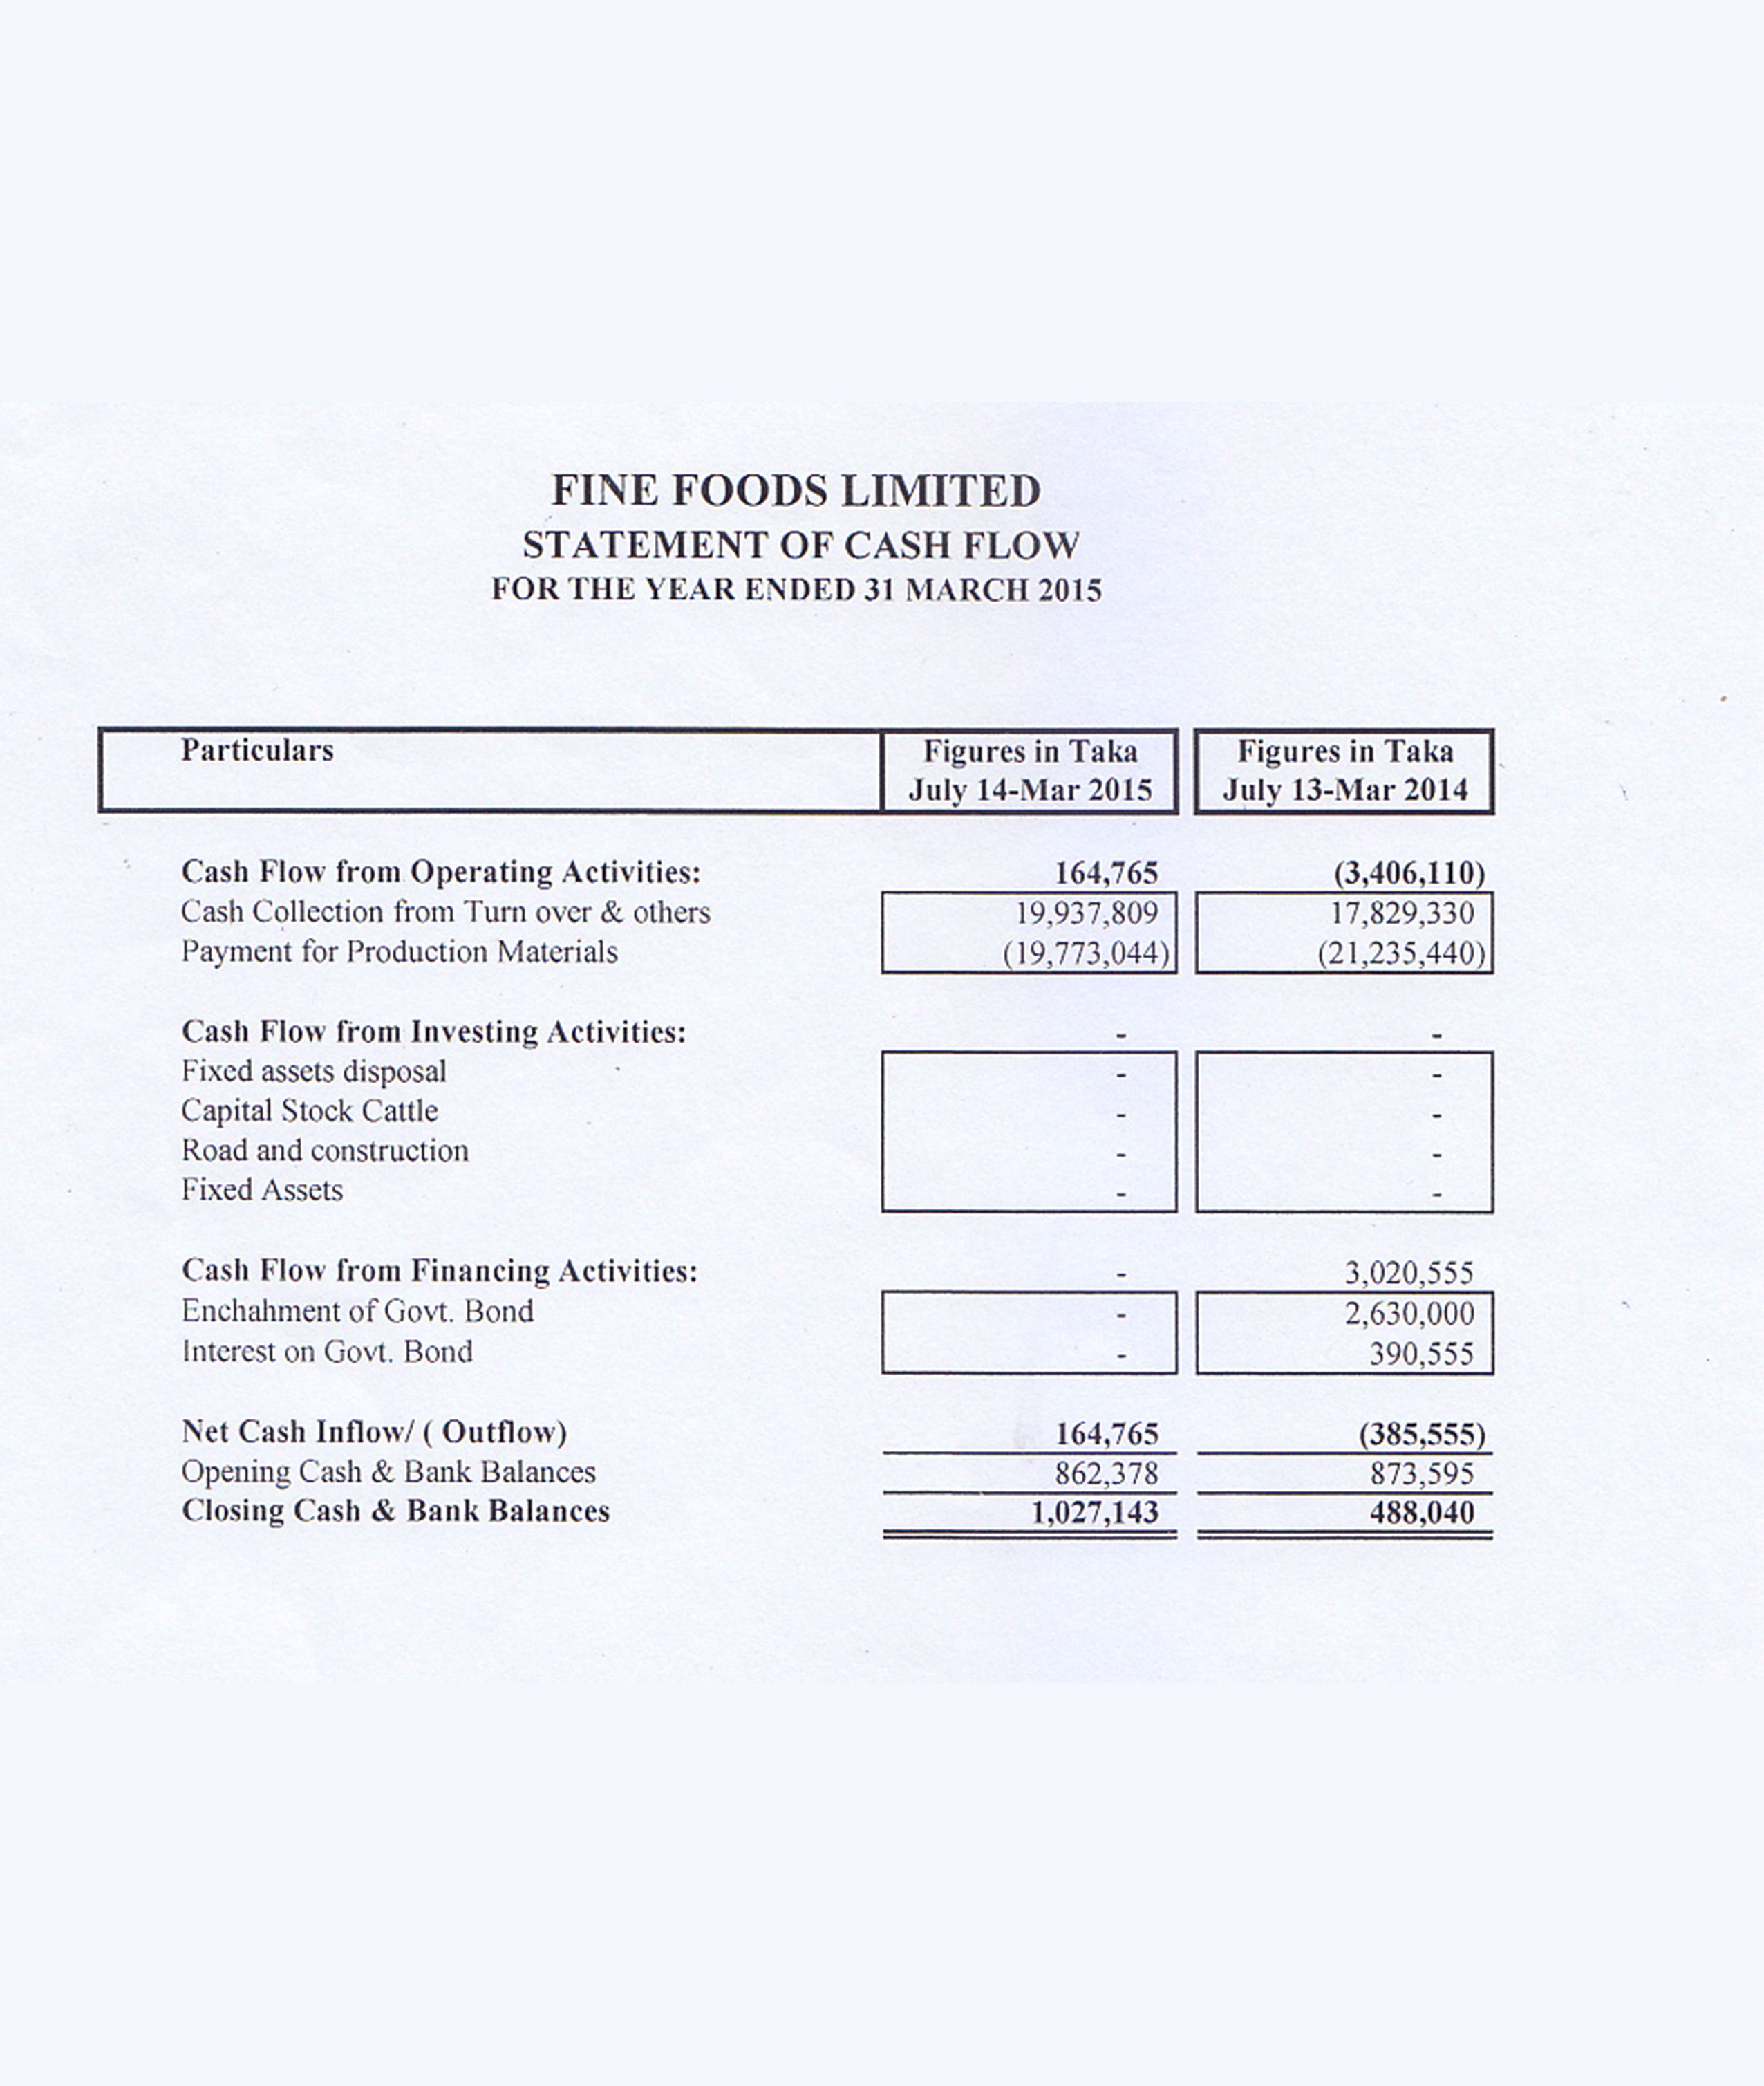 FINE FOODS LIMITED
STATEMENT OF CASH FLOW
FOR THE YEAR ENDED 31 MARCH 2015
Particulars Figures in Taka Figures in Taka
July 14-Mar 2015 July 13-Mar 2014
Cash Flow from Operating Activities: 164,765 (3,406,110)
Cash Collection from Turn over & others 19,937,809 17,829,330
Payment for Production Materials (19,773,044) (21,235,440)
Cash Flow from Investing Activities: - -
Fixed assets disposal - -
Capital Stock Cattle - -
Road and construction - -
Fixed Assets - -
Cash Flow from Financing Activities: - 3,020,555
Enchahment of Govt. Bond - 2,630,000
Interest on Govt. Bond - 390,555
Net Cash Inflow/ ( Outflow) 164,765 (385,555)
Opening Cash & Bank Balances 862,378 873,595
Closing Cash & Bank Balances 1,027,143 488,040